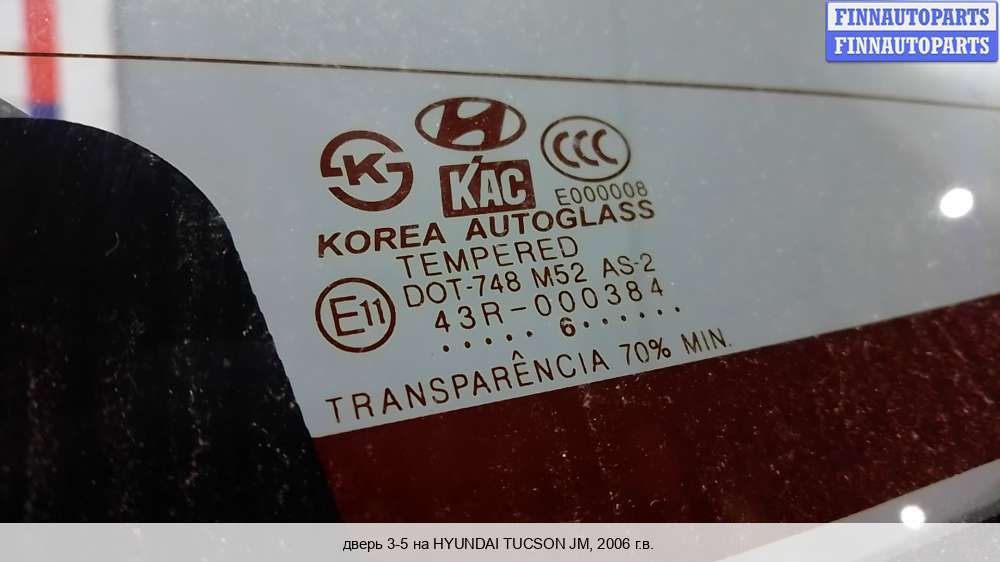 FINNAUTOPARTS
FINNAUTOPARTS
K
H
CCC
KAC
E000008
KOREA AUTOGLASS
TEMPERED
DOT-748 M52 AS-2
E11
43R-000384
.....6......
TRANSPARÊNCIA 70% MIN.
дверь 3-5 на HYUNDAI TUCSON JM, 2006 г.в.